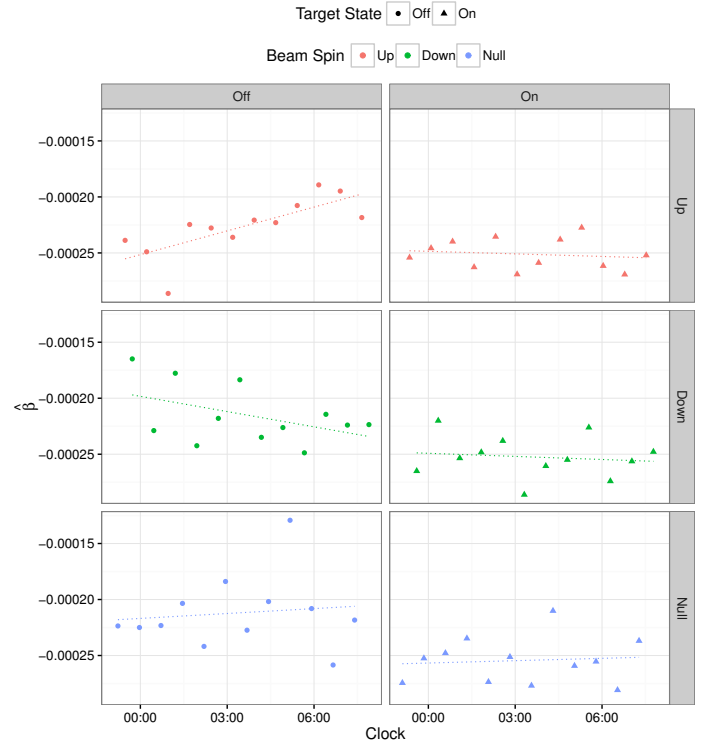 Target State Off On
Beam Spin Up Down Null
Off On
−0.00015
−0.00020
−0.00025
Up
−0.00015
−0.00020
−0.00025
Down
β̂
−0.00015
−0.00020
−0.00025
Null
00:00 03:00 06:00 00:00 03:00 06:00
Clock